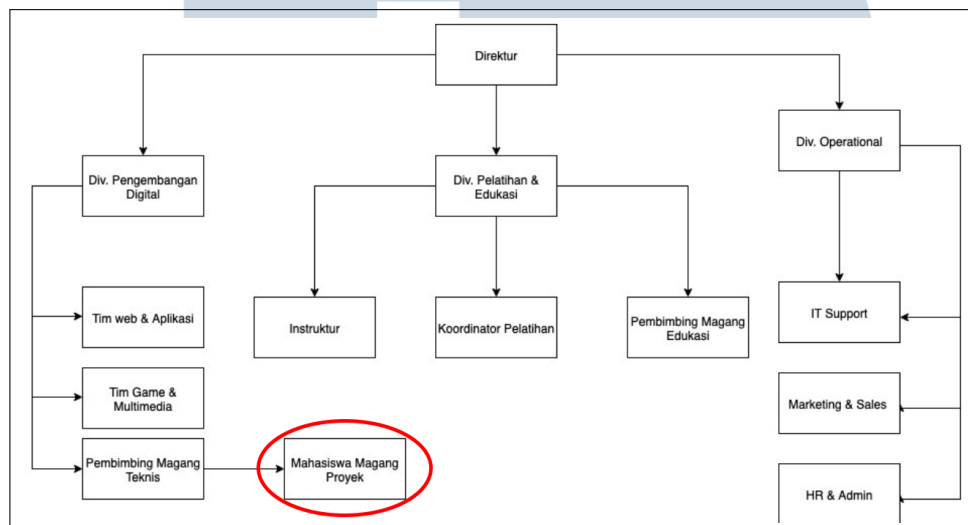 Direktur
Div. Operational
Div. Pengembangan
Digital
Div. Pelatihan &
Edukasi
Tim web & Aplikasi
Instruktur
Koordinator Pelatihan
Pembimbing Magang
Edukasi
IT Support
Tim Game &
Multimedia
Marketing & Sales
Pembimbing Magang
Teknis
Mahasiswa Magang
Proyek
HR & Admin